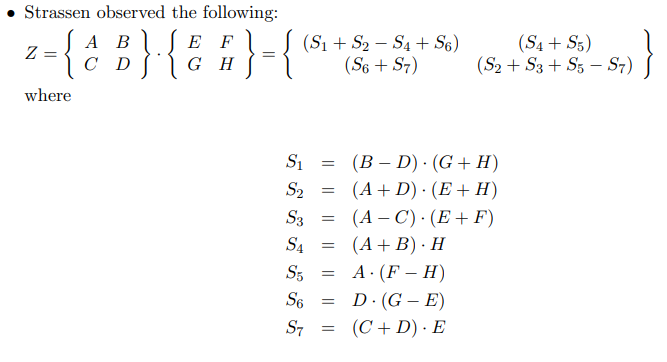 • Strassen observed the following:
Z = { A B } · { E F } = { (S₁ + S₂ − S₄ + S₆) (S₄ + S₅) }
C D G H (S₆ + S₇) (S₂ + S₃ + S₅ − S₇)
where
S₁ = (B − D) · (G + H)
S₂ = (A + D) · (E + H)
S₃ = (A − C) · (E + F)
S₄ = (A + B) · H
S₅ = A · (F − H)
S₆ = D · (G − E)
S₇ = (C + D) · E